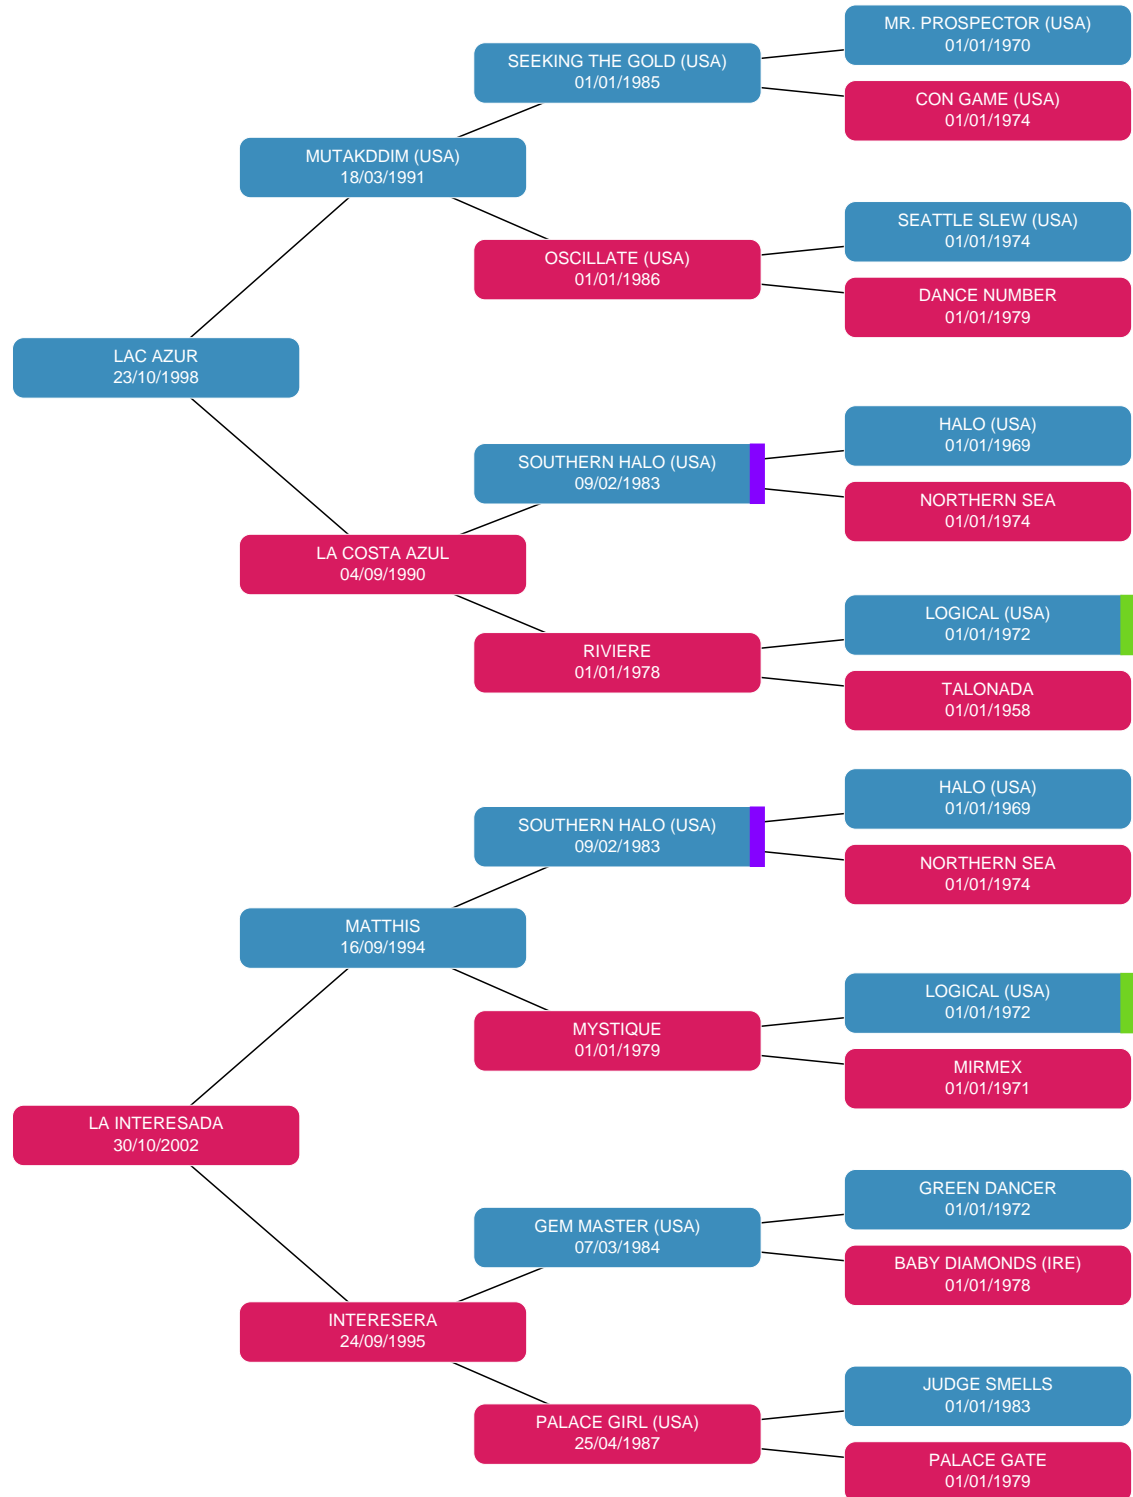 MR. PROSPECTOR (USA)
01/01/1970
SEEKING THE GOLD (USA)
01/01/1985
CON GAME (USA)
01/01/1974
MUTAKDDIM (USA)
18/03/1991
SEATTLE SLEW (USA)
01/01/1974
OSCILLATE (USA)
01/01/1986
DANCE NUMBER
01/01/1979
LAC AZUR
23/10/1998
HALO (USA)
01/01/1969
SOUTHERN HALO (USA)
09/02/1983
NORTHERN SEA
01/01/1974
LA COSTA AZUL
04/09/1990
LOGICAL (USA)
01/01/1972
RIVIERE
01/01/1978
TALONADA
01/01/1958
HALO (USA)
01/01/1969
SOUTHERN HALO (USA)
09/02/1983
NORTHERN SEA
01/01/1974
MATTHIS
16/09/1994
LOGICAL (USA)
01/01/1972
MYSTIQUE
01/01/1979
MIRMEX
01/01/1971
LA INTERESADA
30/10/2002
GREEN DANCER
01/01/1972
GEM MASTER (USA)
07/03/1984
BABY DIAMONDS (IRE)
01/01/1978
INTERESERA
24/09/1995
JUDGE SMELLS
01/01/1983
PALACE GIRL (USA)
25/04/1987
PALACE GATE
01/01/1979